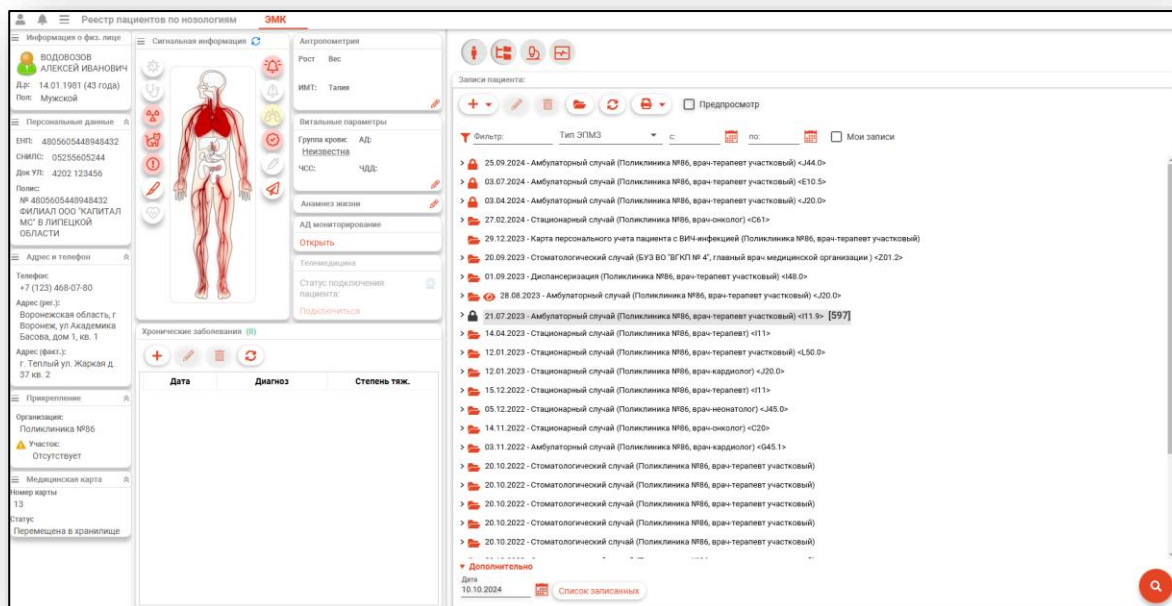 Реестр пациентов по нозологиям ЭМК
Информация о физ. лице
ВОДОВОЗОВ
АЛЕКСЕЙ ИВАНОВИЧ
Д.р: 14.01.1981 (43 года)
Пол: Мужской
Персональные данные
ЕНП: 4805605448948432
СНИЛС: 05255605244
Док УЛ: 4202 123456
Полис:
№ 4805605448948432
ФИЛИАЛ ООО "КАПИТАЛ
МС" В ЛИПЕЦКОЙ
ОБЛАСТИ
Адрес и телефон
Телефон:
+7 (123) 468-07-80
Адрес (рег.):
Воронежская область, г
Воронеж, ул Академика
Басова, дом 1, кв. 1
Адрес (факт.):
г. Теплый ул. Жаркая д.
37 кв. 2
Прикрепление
Организация:
Поликлиника №86
Участок:
Отсутствует
Медицинская карта
Номер карты
13
Статус
Перемещена в хранилище
Сигнальная информация
Антропометрия
Рост Вес
ИМТ: Талия
Витальные параметры
Группа крови: АД:
Неизвестна
ЧСС: ЧДД:
Анамнез жизни
АД мониторирование
Открыть
Телемедицина
Статус подключения
пациента:
Подключиться
Хронические заболевания (0)
Дата Диагноз Степень тяж.
Записи пациента:
Предпросмотр
Фильтр: Тип ЭПМЗ с: по: Мои записи
25.09.2024 - Амбулаторный случай (Поликлиника №86, врач-терапевт участковый) <J44.0>
03.07.2024 - Амбулаторный случай (Поликлиника №86, врач-терапевт участковый) <E10.5>
03.04.2024 - Амбулаторный случай (Поликлиника №86, врач-терапевт участковый) <J20.0>
27.02.2024 - Стационарный случай (Поликлиника №86, врач-онколог) <C61>
29.12.2023 - Карта персонального учета пациента с ВИЧ-инфекцией (Поликлиника №86, врач-терапевт участковый)
20.09.2023 - Стационарный случай (БУЗ ВО "ВГКП № 4", главный врач медицинской организации ) <Z01.2>
01.09.2023 - Диспансеризация (Поликлиника №86, врач-терапевт участковый) <I48.0>
28.08.2023 - Амбулаторный случай (Поликлиника №86, врач-терапевт участковый) <J20.0>
21.07.2023 - Амбулаторный случай (Поликлиника №86, врач-терапевт участковый) <I11.9> [597]
14.04.2023 - Стационарный случай (Поликлиника №86, врач-терапевт) <I11>
12.01.2023 - Стационарный случай (Поликлиника №86, врач-терапевт участковый) <L50.0>
12.01.2023 - Стационарный случай (Поликлиника №86, врач-кардиолог) <J20.0>
15.12.2022 - Стационарный случай (Поликлиника №86, врач-терапевт) <I11>
05.12.2022 - Стационарный случай (Поликлиника №86, врач-неонатолог) <J45.0>
14.11.2022 - Стационарный случай (Поликлиника №86, врач-онколог) <C20>
03.11.2022 - Амбулаторный случай (Поликлиника №86, врач-кардиолог) <G45.1>
20.10.2022 - Стоматологический случай (Поликлиника №86, врач-терапевт участковый)
20.10.2022 - Стоматологический случай (Поликлиника №86, врач-терапевт участковый)
20.10.2022 - Стоматологический случай (Поликлиника №86, врач-терапевт участковый)
20.10.2022 - Стоматологический случай (Поликлиника №86, врач-терапевт участковый)
20.10.2022 - Стоматологический случай (Поликлиника №86, врач-терапевт участковый)
Дополнительно
Дата
10.10.2024 Список записанных